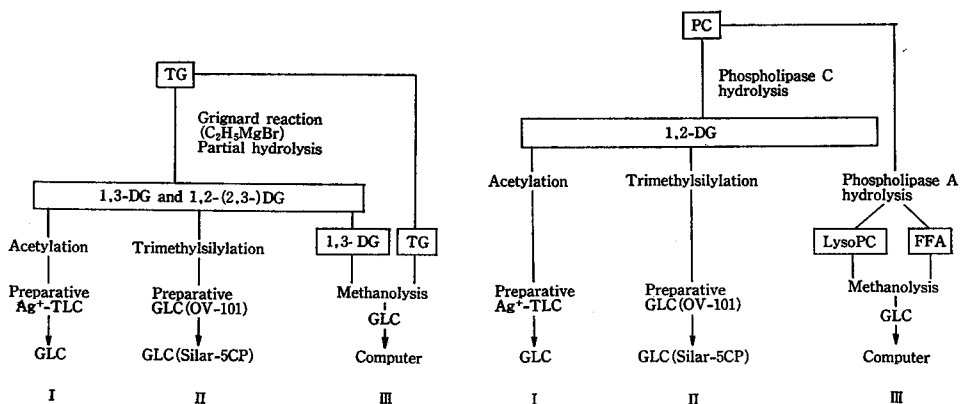 TG
Grignard reaction
(C₂H₅MgBr)
Partial hydrolysis
1,3-DG and 1,2-(2,3-)DG
1,3- DG
TG
Acetylation
Trimethylsilylation
Preparative
Ag⁺-TLC
Preparative
GLC(OV-101)
Methanolysis
GLC
GLC
GLC(Silar-5CP)
Computer
I
II
III
PC
Phospholipase C
hydrolysis
1,2-DG
Acetylation
Trimethylsilylation
Phospholipase A
hydrolysis
LysoPC
FFA
Preparative
Ag⁺-TLC
Preparative
GLC(OV-101)
Methanolysis
GLC
GLC
GLC(Silar-5CP)
Computer
I
II
III